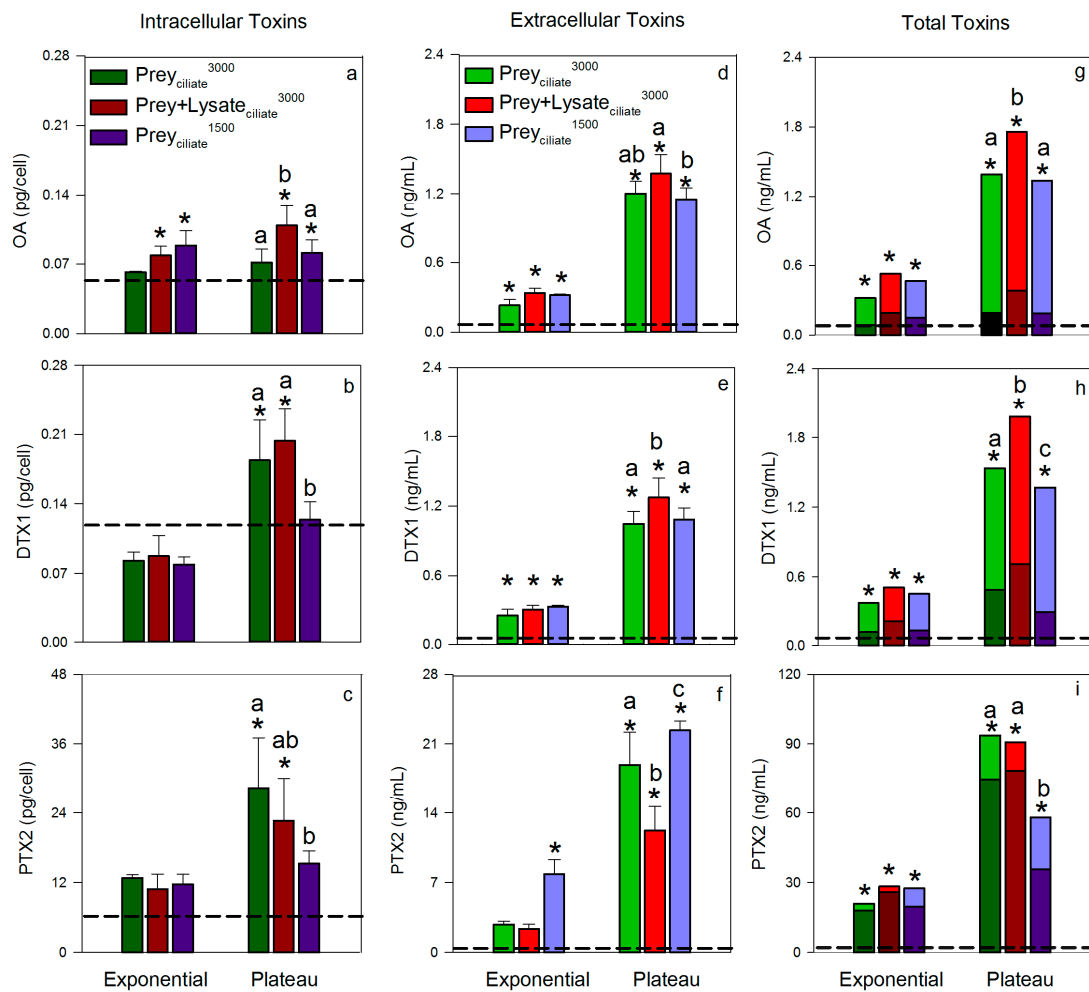 Intracellular Toxins
Extracellular Toxins
Total Toxins
0.28
0.21
0.14
0.07
0.00
OA (pg/cell)
Prey ciliate 3000
Prey+Lysate ciliate 3000
Prey ciliate 1500
a
* * a b * a *
2.4
1.8
1.2
0.6
0.0
OA (ng/mL)
Prey ciliate 3000
Prey+Lysate ciliate 3000
Prey ciliate 1500
d
* * * ab * a * b *
2.4
1.8
1.2
0.6
0.0
OA (ng/mL)
g
* * * a * b * a *
0.28
0.21
0.14
0.07
0.00
DTX1 (pg/cell)
b
a * a * b
2.4
1.8
1.2
0.6
0.0
DTX1 (ng/mL)
e
* * * a * b * a *
2.4
1.8
1.2
0.6
0.0
DTX1 (ng/mL)
h
* * * a * b * c *
48
36
24
12
0
PTX2 (pg/cell)
c
a * ab * b
Exponential Plateau
28
21
14
7
0
PTX2 (ng/mL)
f
* a * b * c *
Exponential Plateau
120
90
60
30
0
PTX2 (ng/mL)
i
* * * a * a * b *
Exponential Plateau